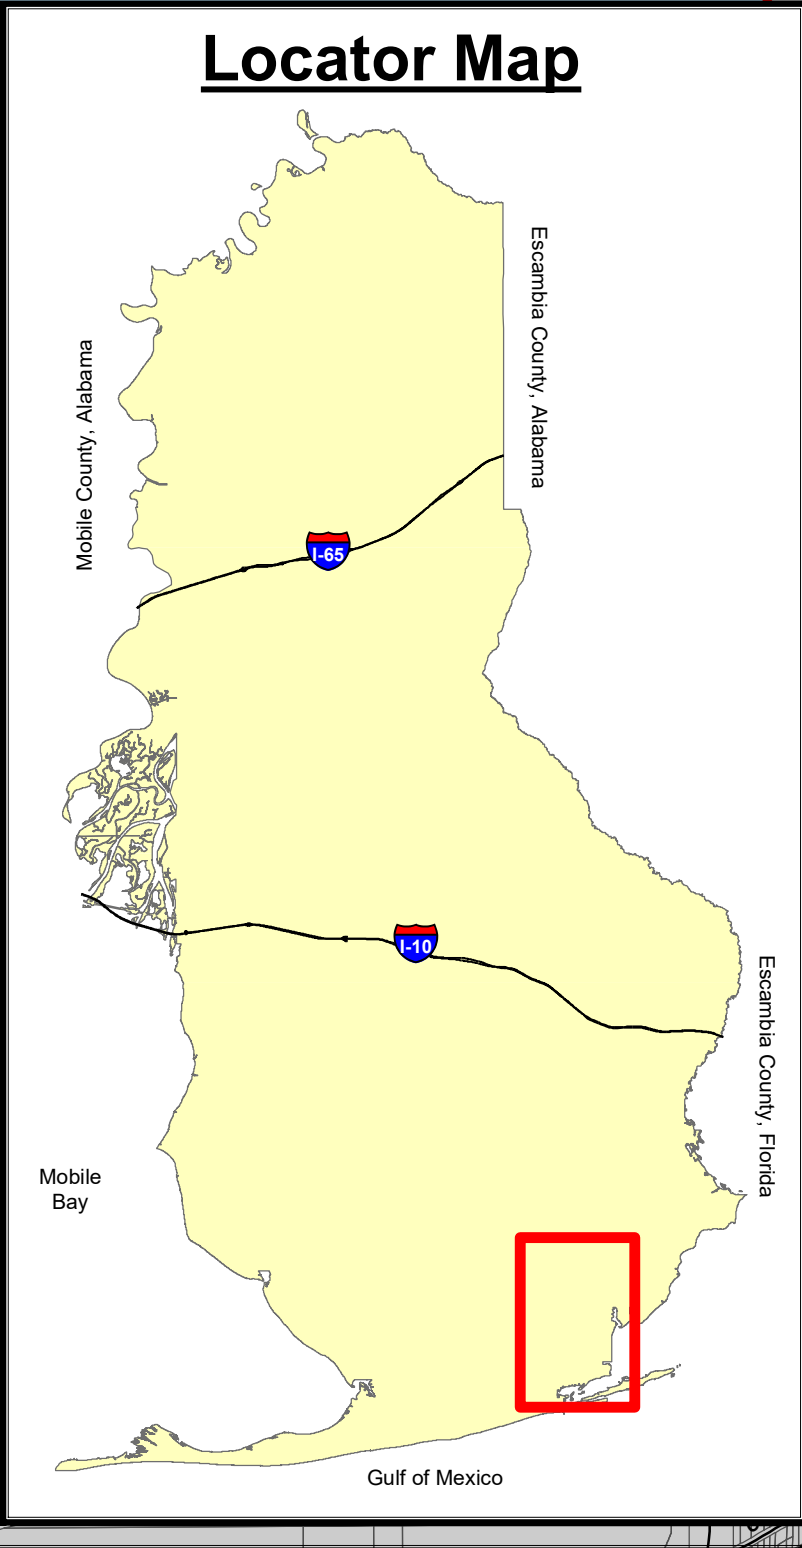 Locator Map
Escambia County, Alabama
Mobile County, Alabama
I-65
I-10
Escambia County, Florida
Mobile
Bay
Gulf of Mexico